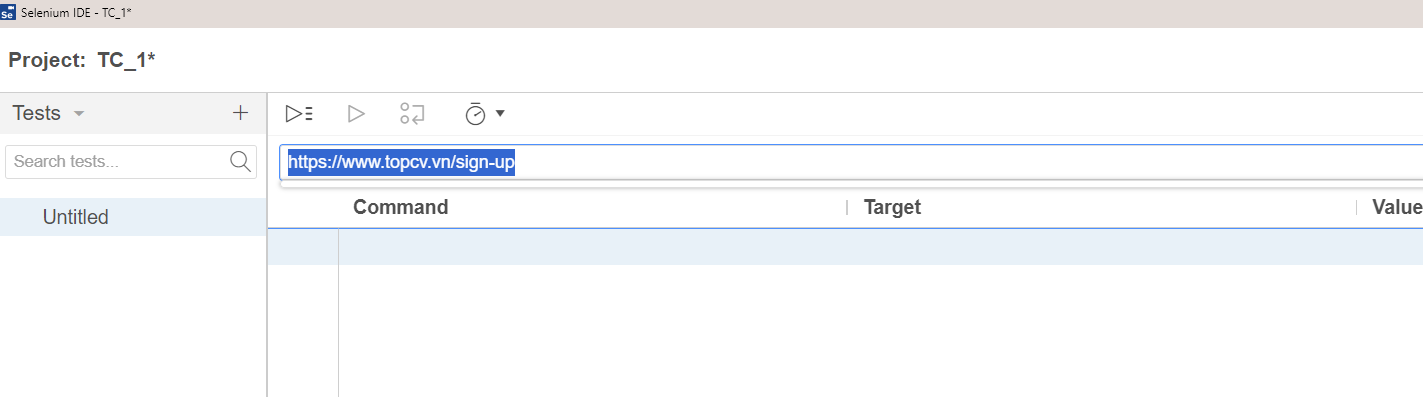 Se Selenium IDE - TC_1*
Project: TC_1*
Tests
Search tests...
https://www.topcv.vn/sign-up
Command Target Value
Untitled